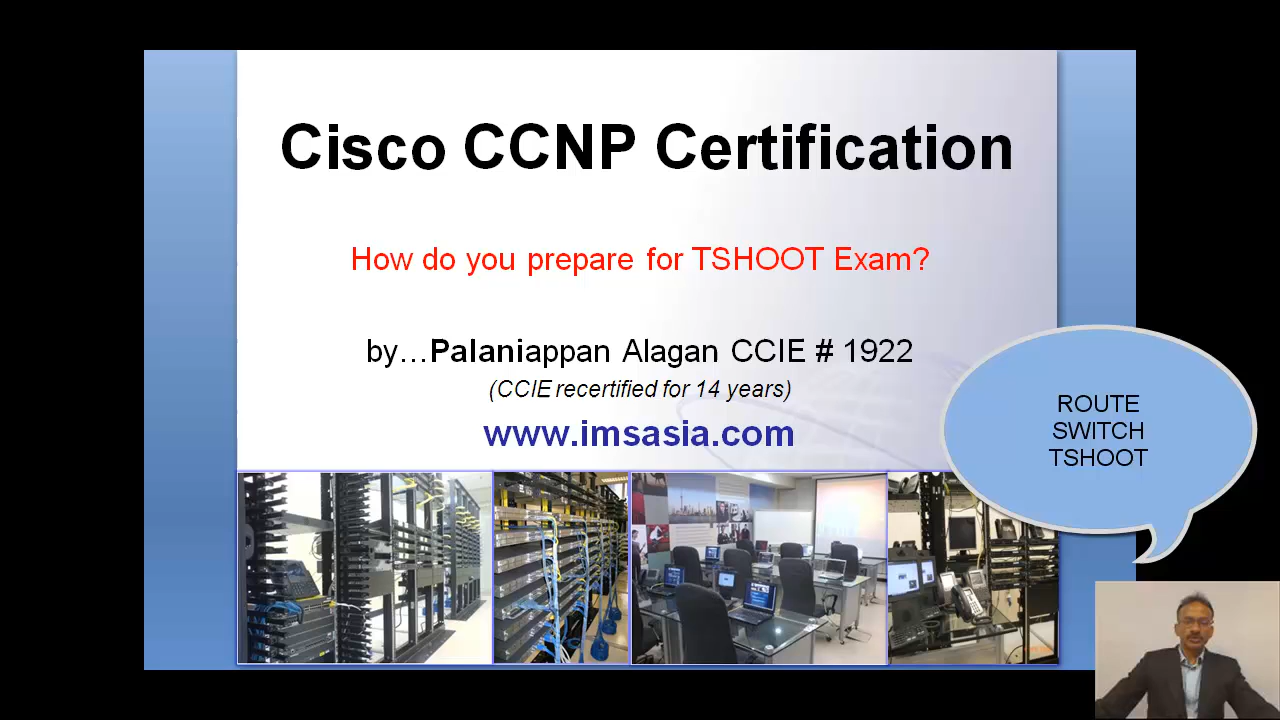 Cisco CCNP Certification
How do you prepare for TSHOOT Exam?
by…Palaniappan Alagan CCIE # 1922
(CCIE recertified for 14 years)
www.imsasia.com
ROUTE
SWITCH
TSHOOT